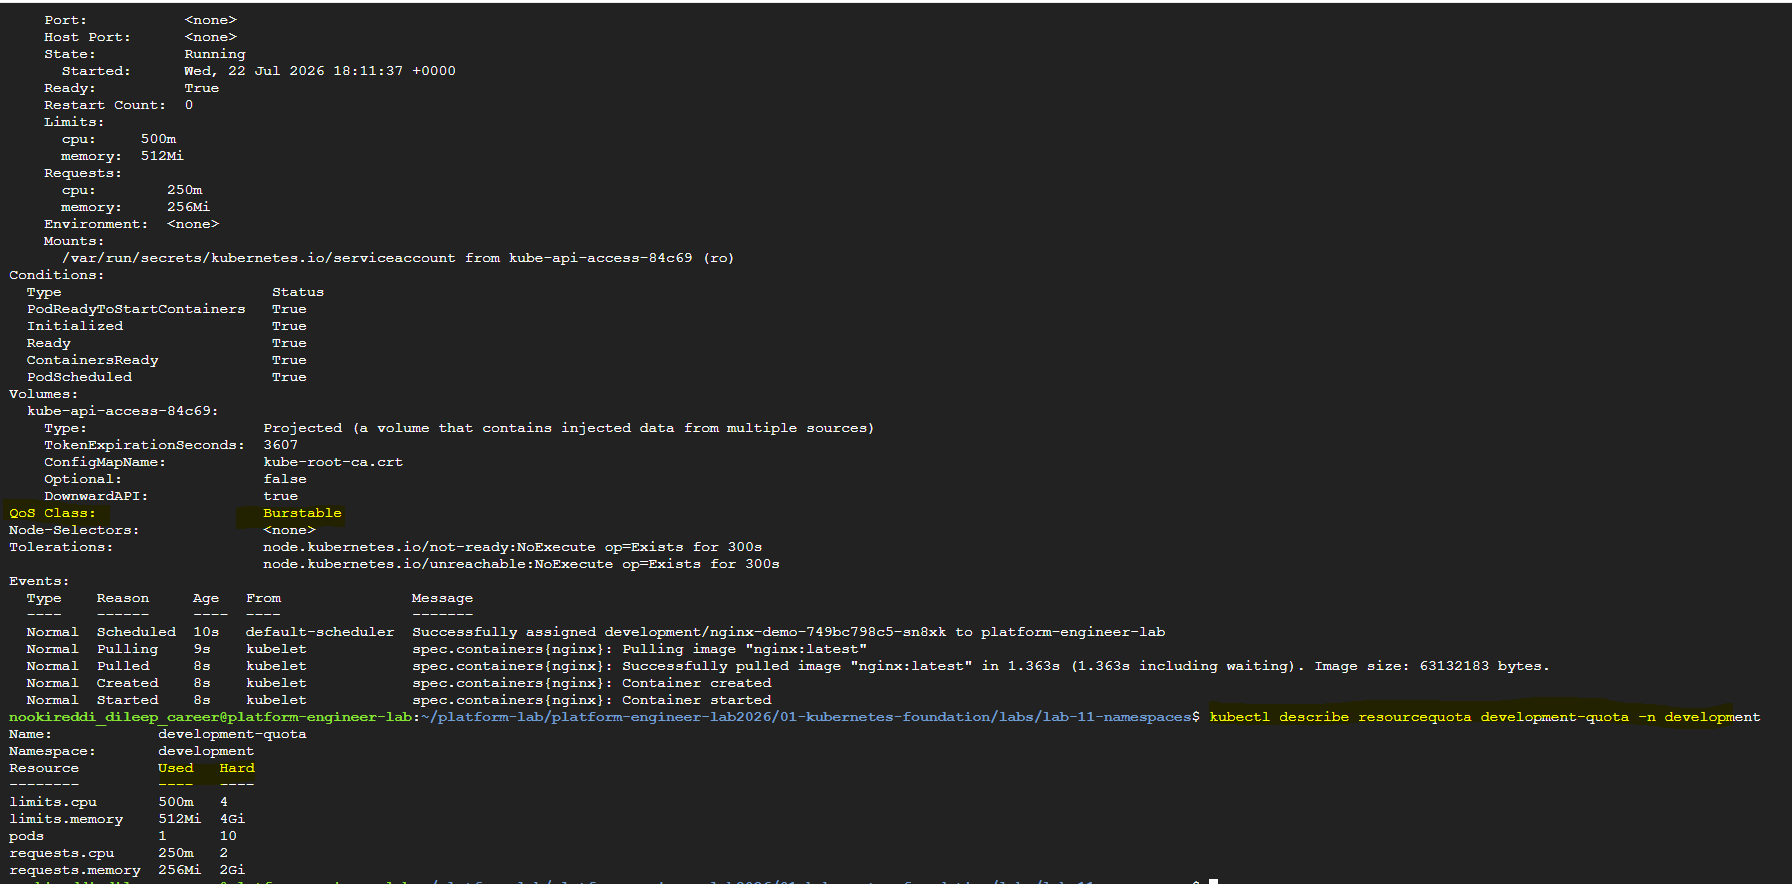 Port: <none>
Host Port: <none>
State: Running
Started: Wed, 22 Jul 2026 18:11:37 +0000
Ready: True
Restart Count: 0
Limits:
cpu: 500m
memory: 512Mi
Requests:
cpu: 250m
memory: 256Mi
Environment: <none>
Mounts:
/var/run/secrets/kubernetes.io/serviceaccount from kube-api-access-84c69 (ro)
Conditions:
Type Status
PodReadyToStartContainers True
Initialized True
Ready True
ContainersReady True
PodScheduled True
Volumes:
kube-api-access-84c69:
Type: Projected (a volume that contains injected data from multiple sources)
TokenExpirationSeconds: 3607
ConfigMapName: kube-root-ca.crt
Optional: false
DownwardAPI: true
QoS Class: Burstable
Node-Selectors: <none>
Tolerations: node.kubernetes.io/not-ready:NoExecute op=Exists for 300s
node.kubernetes.io/unreachable:NoExecute op=Exists for 300s
Events:
Type Reason Age From Message
---- ------ ---- ---- -------
Normal Scheduled 10s default-scheduler Successfully assigned development/nginx-demo-749bc798c5-sn8xk to platform-engineer-lab
Normal Pulling 9s kubelet spec.containers{nginx}: Pulling image "nginx:latest"
Normal Pulled 8s kubelet spec.containers{nginx}: Successfully pulled image "nginx:latest" in 1.363s (1.363s including waiting). Image size: 63132183 bytes.
Normal Created 8s kubelet spec.containers{nginx}: Container created
Normal Started 8s kubelet spec.containers{nginx}: Container started
nookireddi_dileep_career@platform-engineer-lab:~/platform-lab/platform-engineer-lab2026/01-kubernetes-foundation/labs/lab-11-namespaces$ kubectl describe resourcequota development-quota -n development
Name: development-quota
Namespace: development
Resource Used Hard
-------- ---- ----
limits.cpu 500m 4
limits.memory 512Mi 4Gi
pods 1 10
requests.cpu 250m 2
requests.memory 256Mi 2Gi